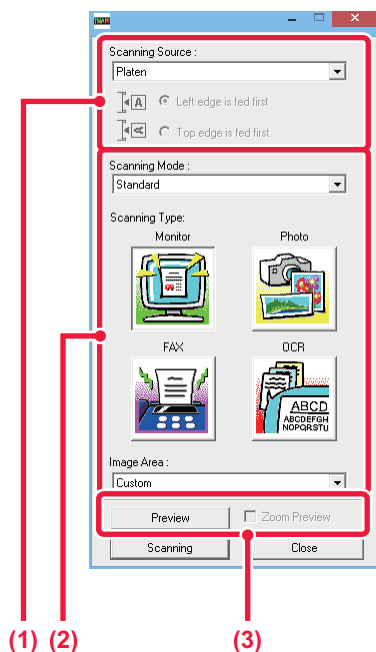 Scanning Source :
Platen
A Left edge is fed first
A Top edge is fed first
Scanning Mode :
Standard
Scanning Type:
Monitor Photo
FAX OCR
ABCD
ABCDEFGH
NOPQRSTU
Image Area :
Custom
Preview Zoom Preview
Scanning Close
(1) (2) (3)